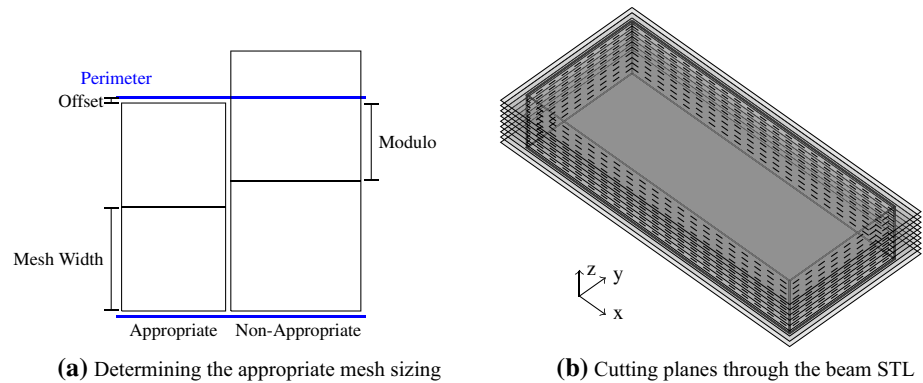 Perimeter
Offset
Modulo
Mesh Width
Appropriate Non-Appropriate
z
y
x
(a) Determining the appropriate mesh sizing
(b) Cutting planes through the beam STL